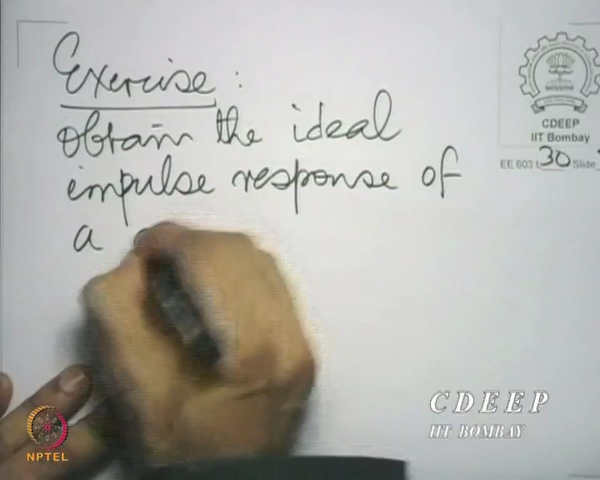 Exercise :
obtain the ideal
impulse response of
a
CDEEP
IIT Bombay
EE 603 L 30 Slide
CDEEP
IIT BOMBAY
NPTEL